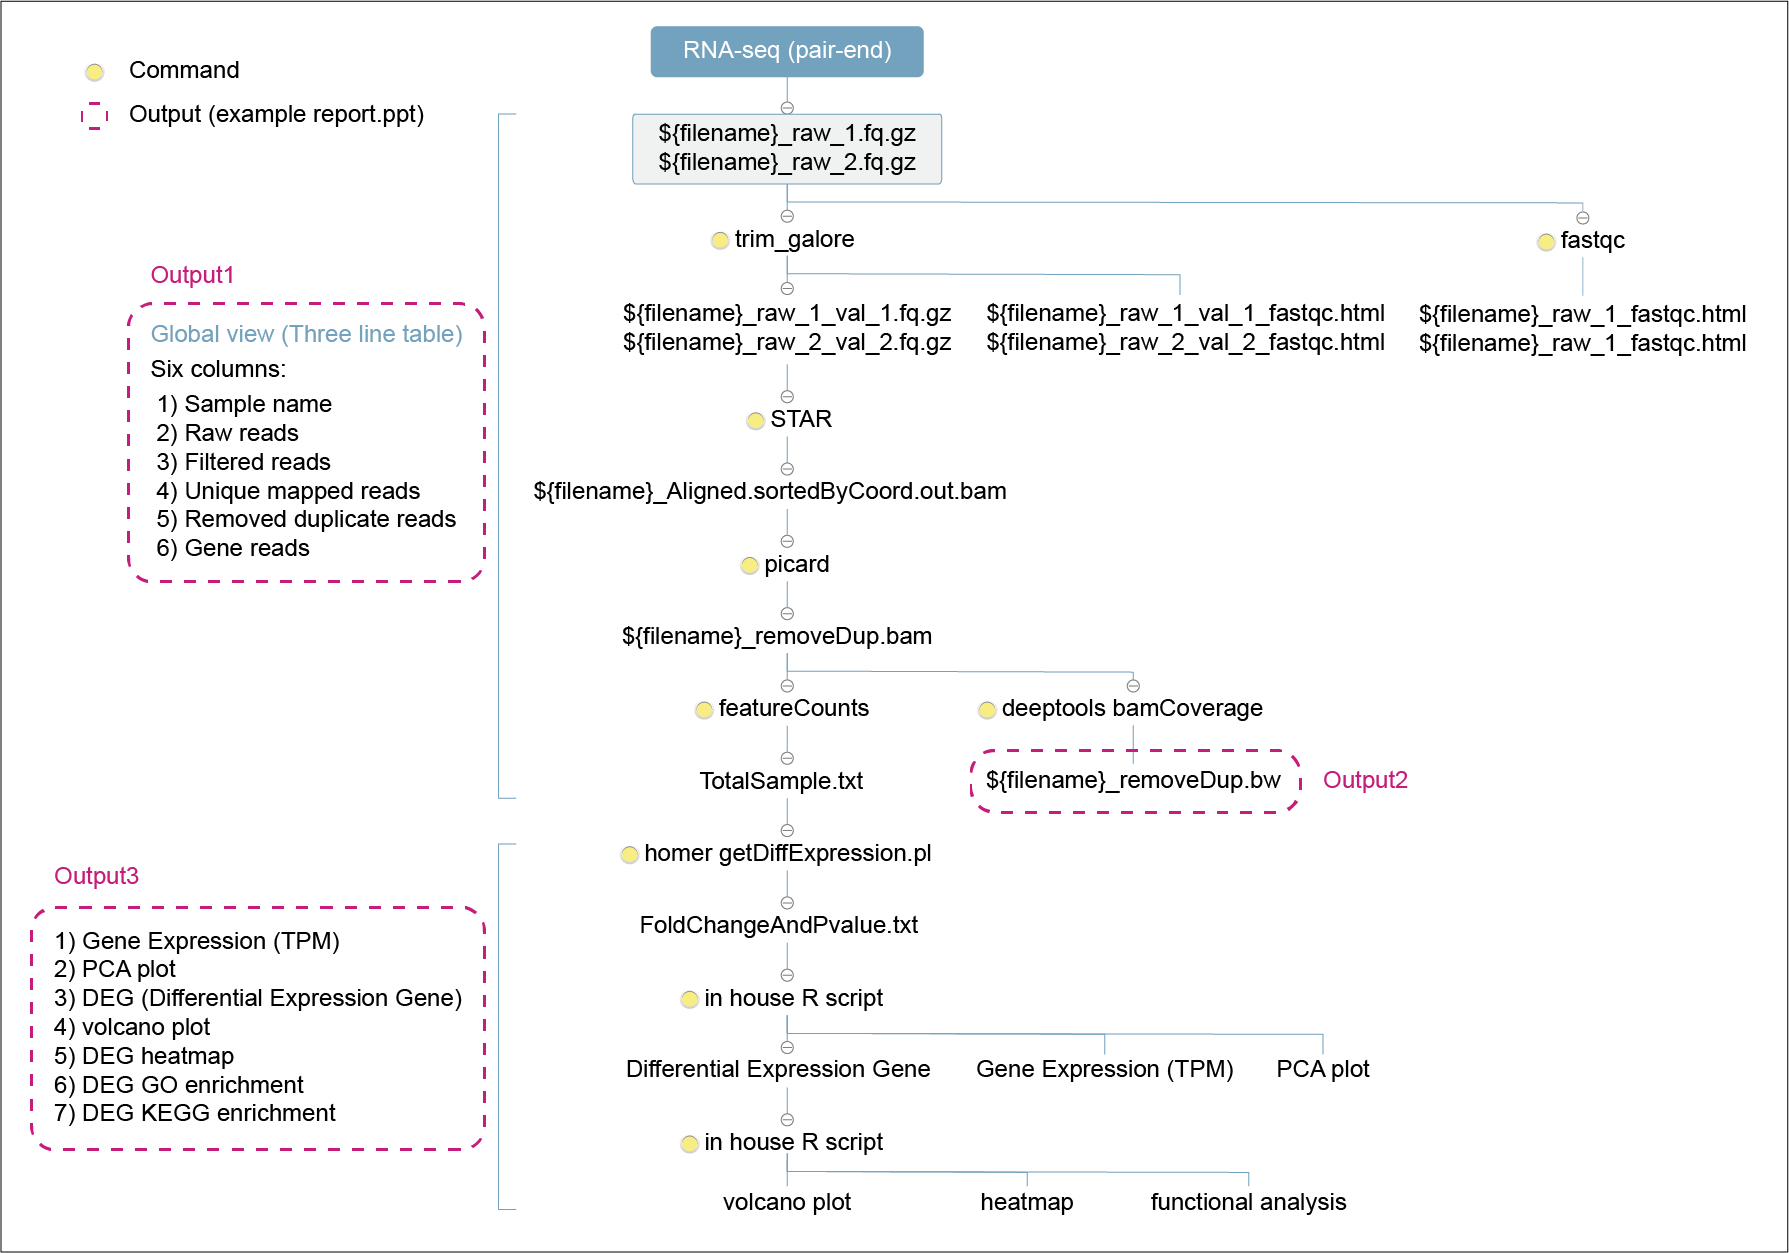 RNA-seq (pair-end)
Command
Output (example report.ppt)
${filename}_raw_1.fq.gz
${filename}_raw_2.fq.gz
trim_galore
fastqc
${filename}_raw_1_val_1.fq.gz
${filename}_raw_2_val_2.fq.gz
${filename}_raw_1_val_1_fastqc.html
${filename}_raw_2_val_2_fastqc.html
${filename}_raw_1_fastqc.html
${filename}_raw_1_fastqc.html
Output1
Global view (Three line table)
Six columns:
1) Sample name
2) Raw reads
3) Filtered reads
4) Unique mapped reads
5) Removed duplicate reads
6) Gene reads
STAR
${filename}_Aligned.sortedByCoord.out.bam
picard
${filename}_removeDup.bam
featureCounts
deeptools bamCoverage
TotalSample.txt
${filename}_removeDup.bw
Output2
homer getDiffExpression.pl
FoldChangeAndPvalue.txt
in house R script
Differential Expression Gene
Gene Expression (TPM)
PCA plot
in house R script
volcano plot
heatmap
functional analysis
Output3
1) Gene Expression (TPM)
2) PCA plot
3) DEG (Differential Expression Gene)
4) volcano plot
5) DEG heatmap
6) DEG GO enrichment
7) DEG KEGG enrichment